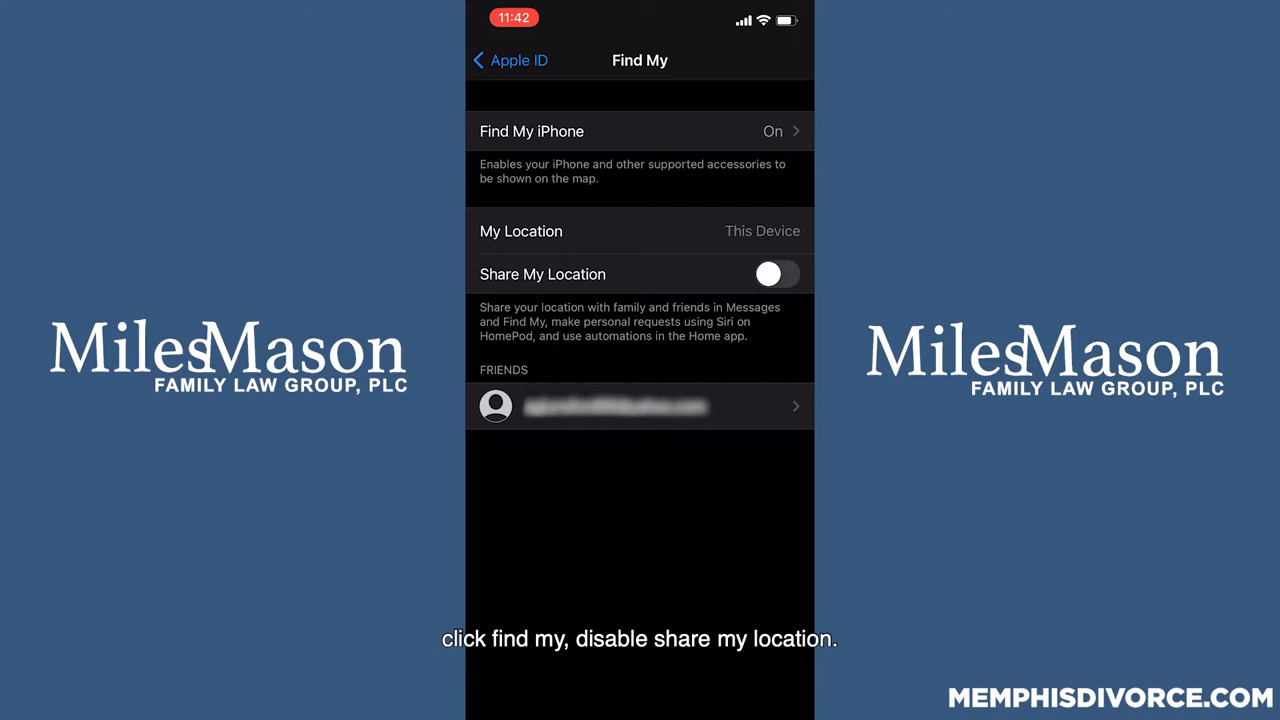 11:42
Apple ID
Find My
Find My iPhone
On
Enables your iPhone and other supported accessories to
be shown on the map.
My Location
This Device
Share My Location
Share your location with family and friends in Messages
and Find My, make personal requests using Siri on
HomePod, and use automations in the Home app.
FRIENDS
MilesMason
FAMILY LAW GROUP, PLC
MilesMason
FAMILY LAW GROUP, PLC
click find my, disable share my location.
MEMPHISDIVORCE.COM